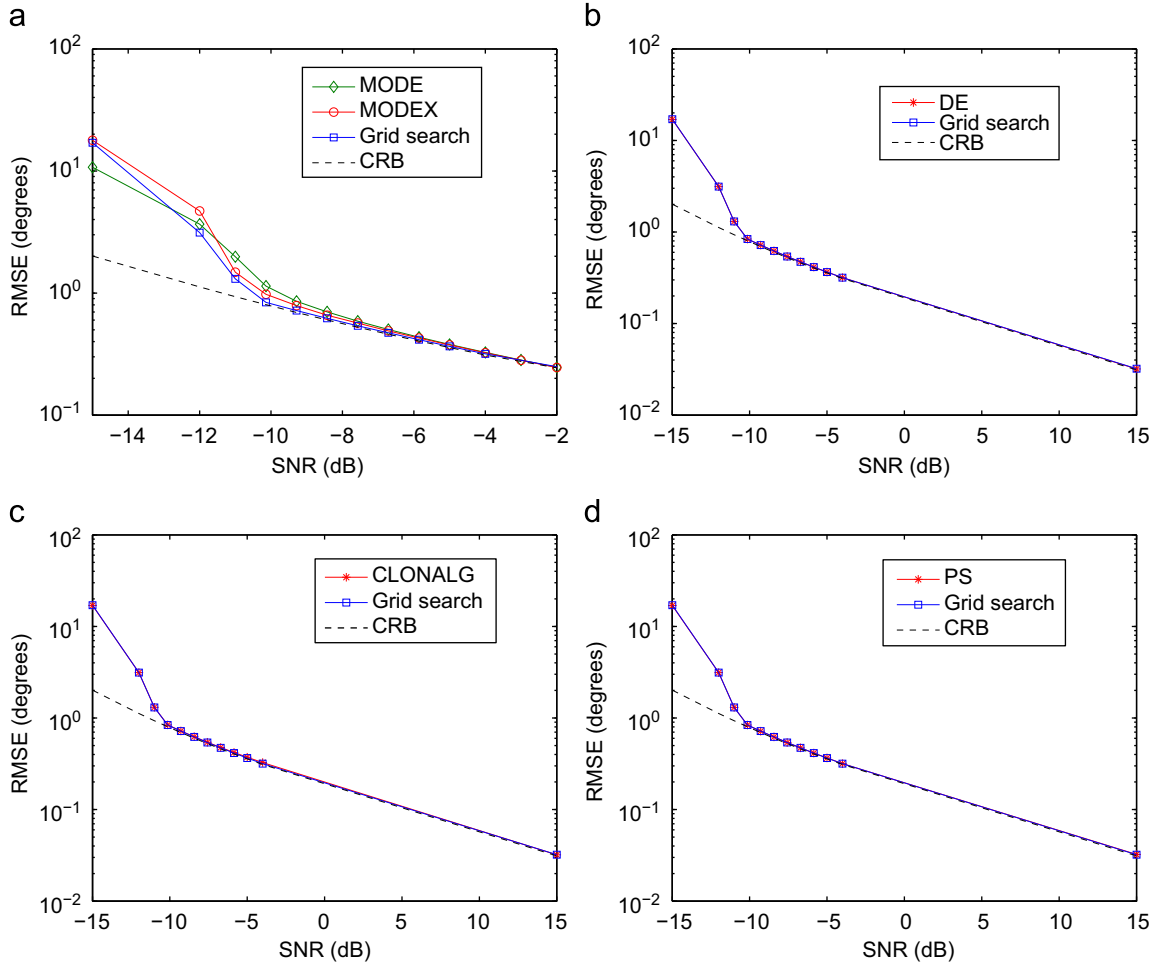 a
10^2
10^1
10^0
10^−1
RMSE (degrees)
MODE
MODEX
Grid search
CRB
−14
−12
−10
−8
−6
−4
−2
SNR (dB)
b
10^2
10^1
10^0
10^−1
10^−2
RMSE (degrees)
DE
Grid search
CRB
−15
−10
−5
0
5
10
15
SNR (dB)
c
10^2
10^1
10^0
10^−1
10^−2
RMSE (degrees)
CLONALG
Grid search
CRB
−15
−10
−5
0
5
10
15
SNR (dB)
d
10^2
10^1
10^0
10^−1
10^−2
RMSE (degrees)
PS
Grid search
CRB
−15
−10
−5
0
5
10
15
SNR (dB)